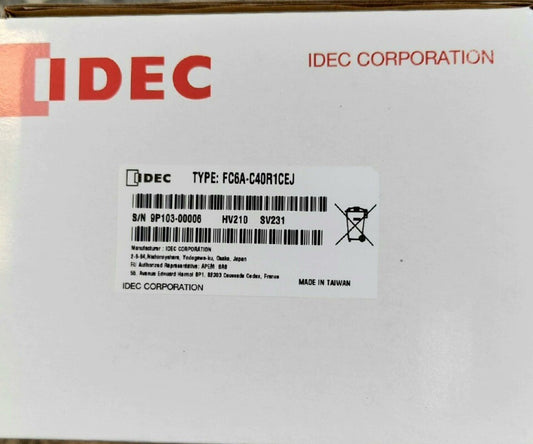 IDEC
IDEC CORPORATION
IDEC TYPE: FC6A-C40R1CEJ
S/N 9P103-00006 HV210 SV231
Manufacturer : IDEC CORPORATION
2-6-64, Yodogawa-ku, Osaka, Japan
EU Authorized Representative: APEM SAS
55, Avenue Edouard Herriot BP1, 82303 Caussade Cedex, France
IDEC CORPORATION
MADE IN TAIWAN